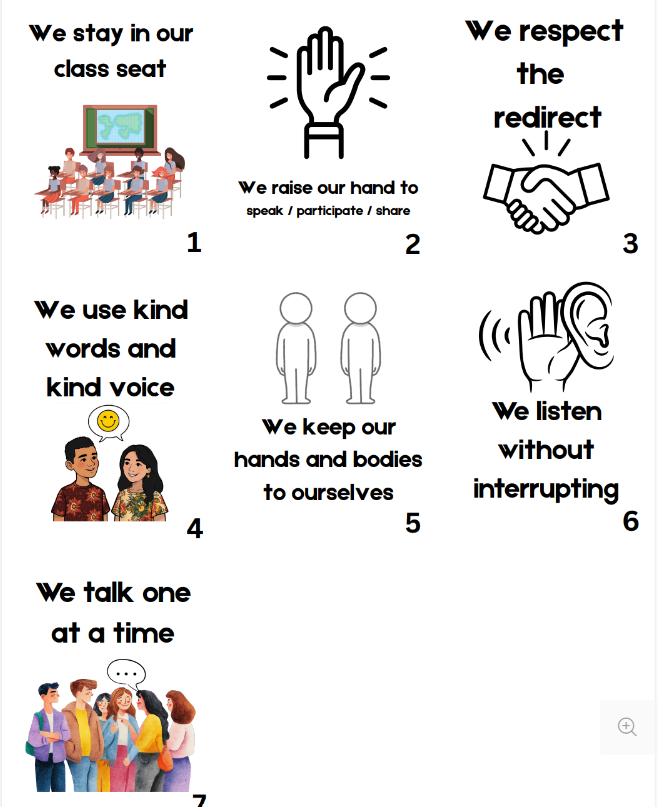 We stay in our
class seat
1
We raise our hand to
speak / participate / share
2
We respect
the
redirect
3
We use kind
words and
kind voice
4
We keep our
hands and bodies
to ourselves
5
We listen
without
interrupting
6
We talk one
at a time
7